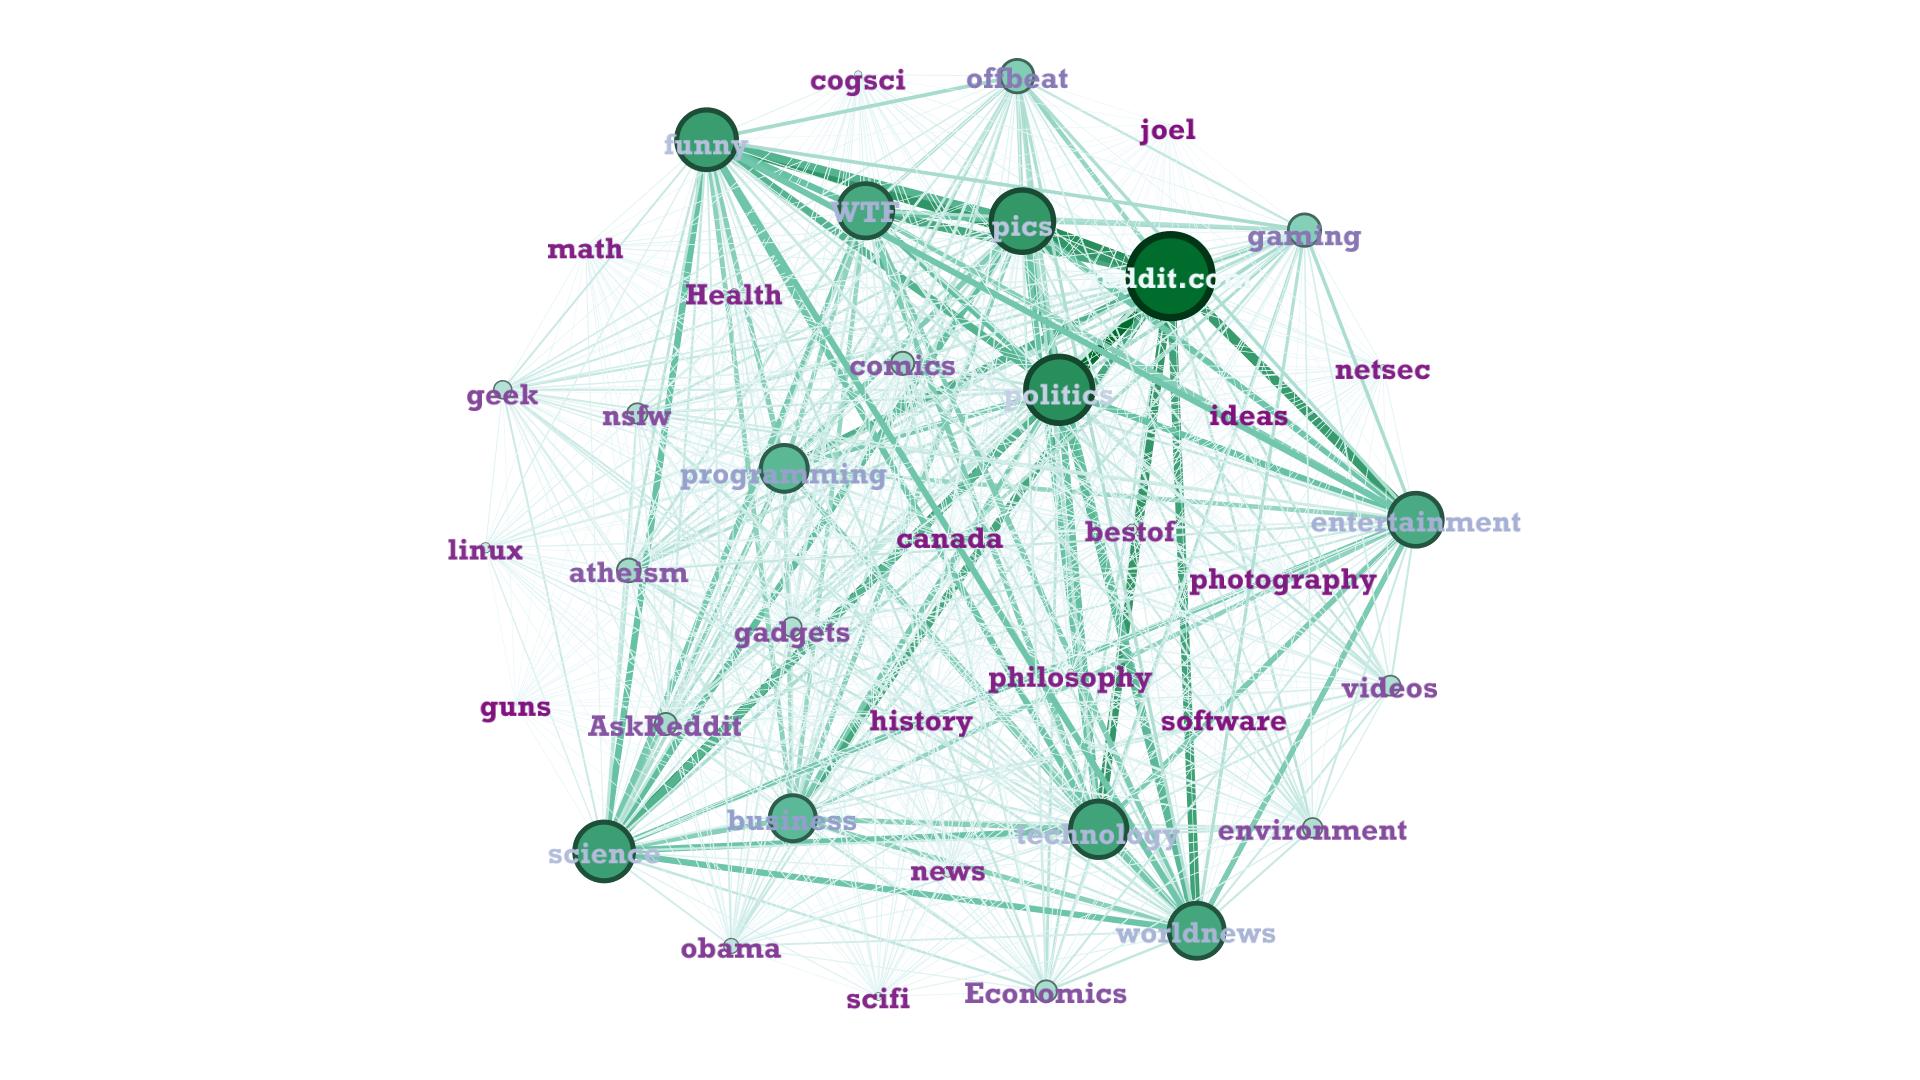 offbeat
cogsci
joel
funny
WTF
pics
gaming
math
ddit.co
Health
comics
netsec
geek
politics
nsfw
ideas
programming
entertainment
bestof
canada
linux
atheism
photography
gadgets
philosophy
videos
guns
history
software
AskReddit
business
environment
technology
science
news
worldnews
obama
Economics
scifi